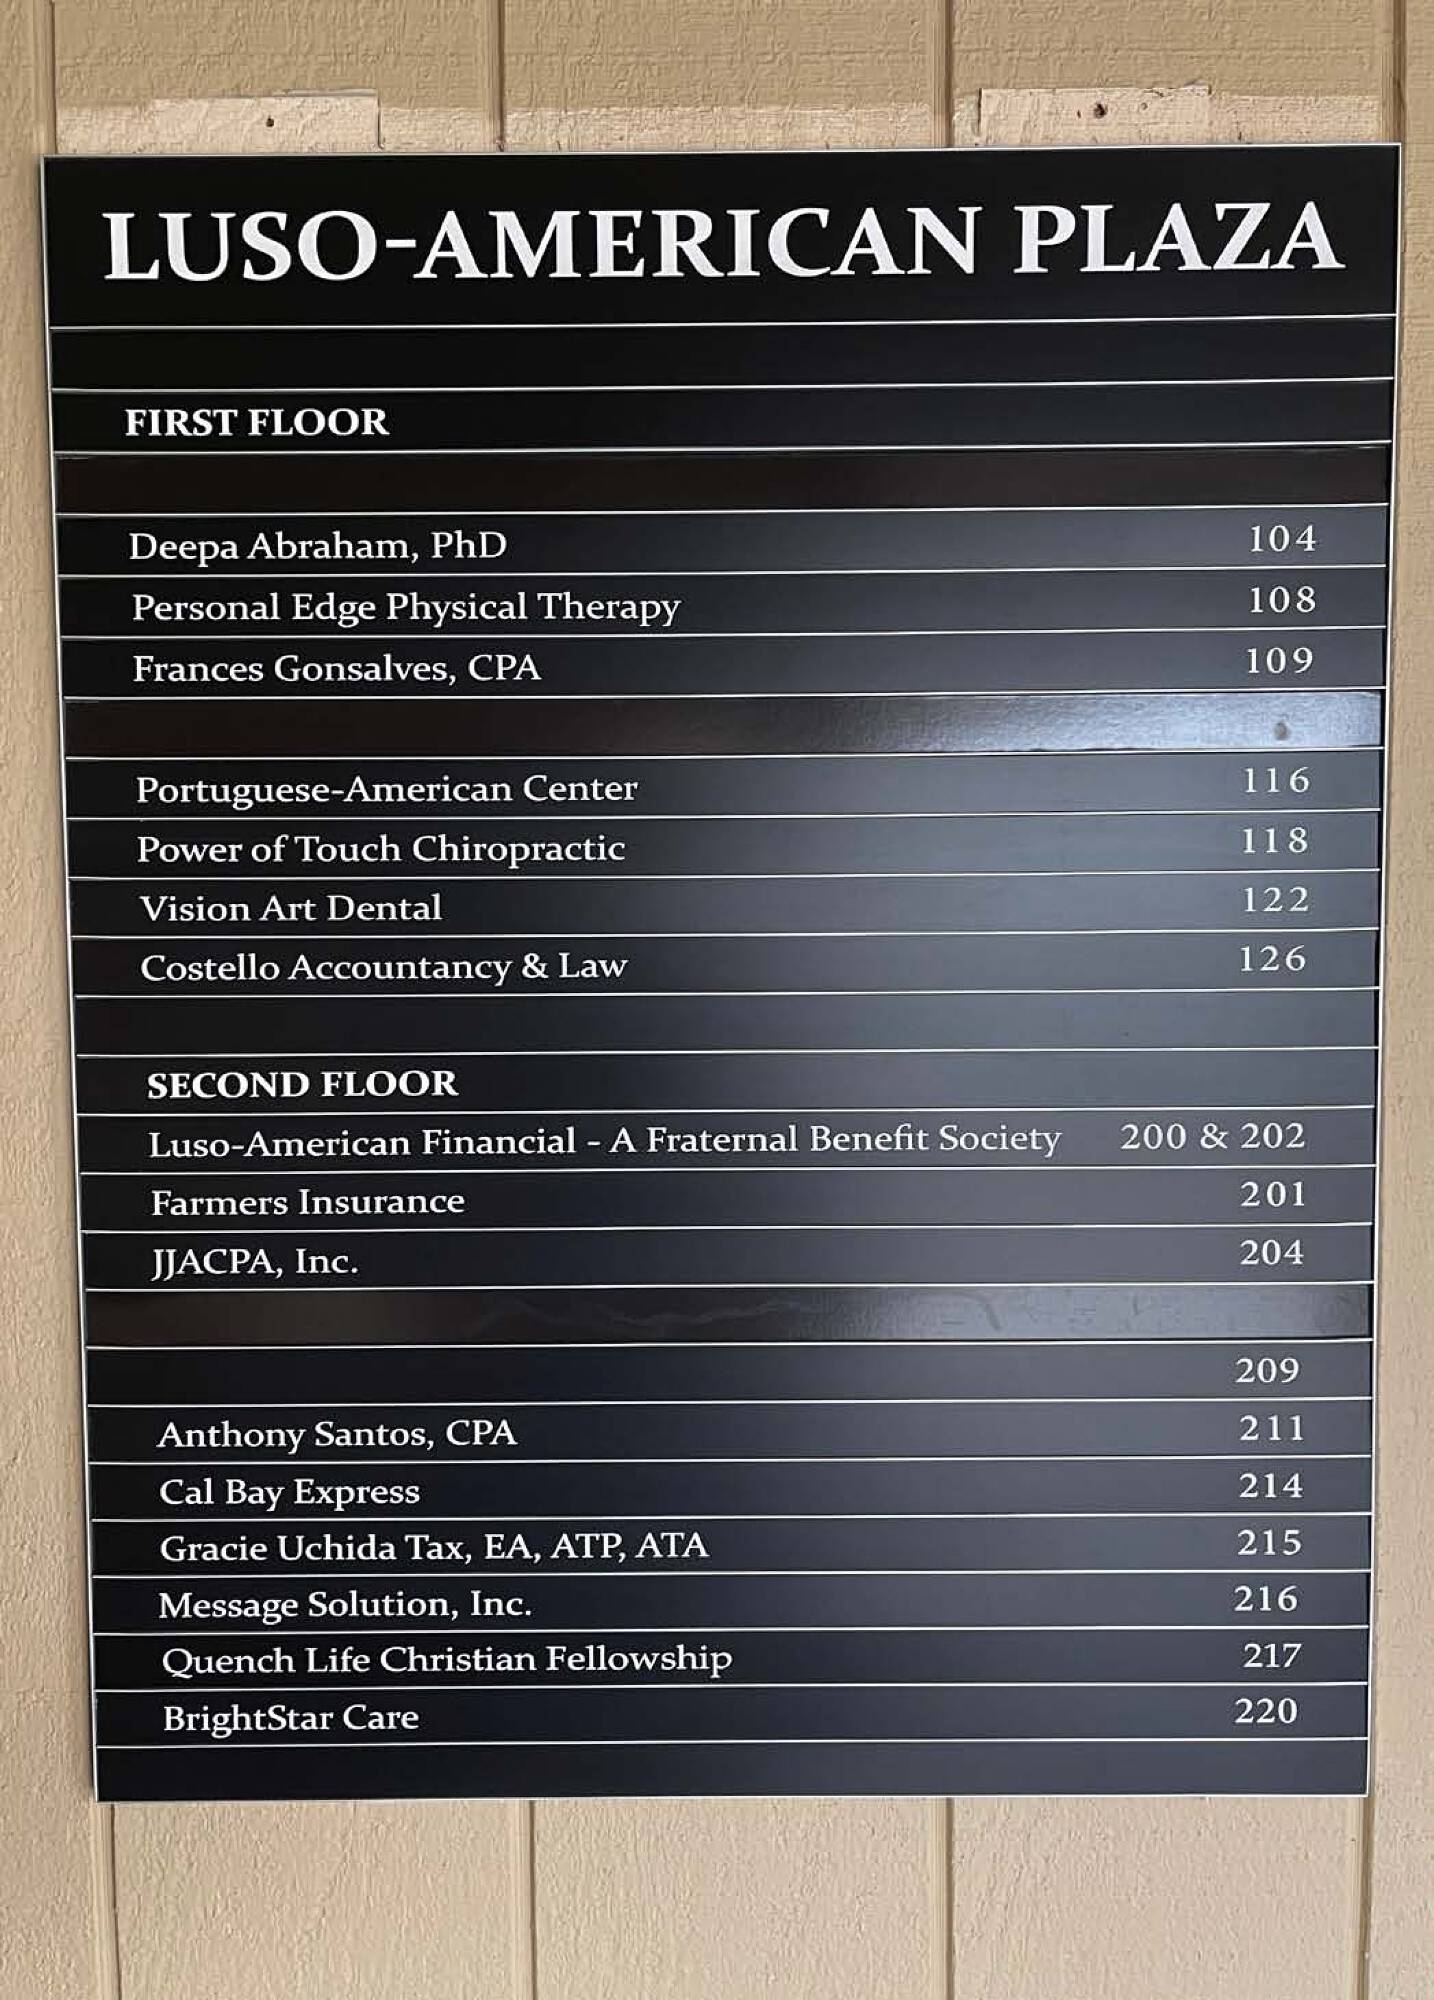 LUSO-AMERICAN PLAZA
FIRST FLOOR
Deepa Abraham, PhD 104
Personal Edge Physical Therapy 108
Frances Gonsalves, CPA 109
Portuguese-American Center 116
Power of Touch Chiropractic 118
Vision Art Dental 122
Costello Accountancy & Law 126
SECOND FLOOR
Luso-American Financial - A Fraternal Benefit Society 200 & 202
Farmers Insurance 201
JJACPA, Inc. 204
209
Anthony Santos, CPA 211
Cal Bay Express 214
Gracie Uchida Tax, EA, ATP, ATA 215
Message Solution, Inc. 216
Quench Life Christian Fellowship 217
BrightStar Care 220